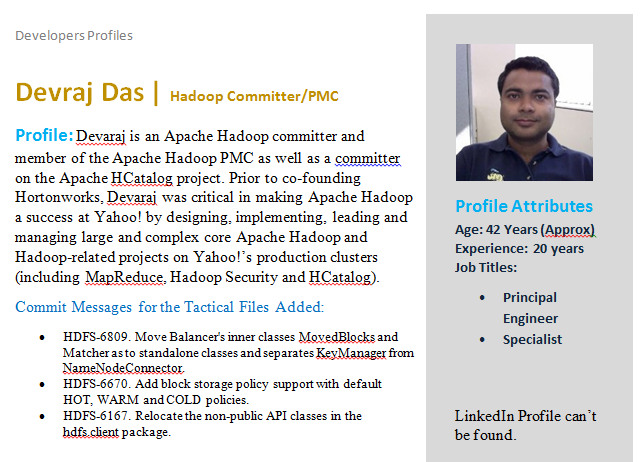 Developers Profiles
Devraj Das | Hadoop Committer/PMC
Profile: Devaraj is an Apache Hadoop committer and
member of the Apache Hadoop PMC as well as a committer
on the Apache HCatalog project. Prior to co-founding
Hortonworks, Devaraj was critical in making Apache Hadoop
a success at Yahoo! by designing, implementing, leading and
managing large and complex core Apache Hadoop and
Hadoop-related projects on Yahoo!'s production clusters
(including MapReduce, Hadoop Security and HCatalog).
Commit Messages for the Tactical Files Added:
• HDFS-6809. Move Balancer's inner classes MovedBlocks and
Matcher as to standalone classes and separates KeyManager from
NameNodeConnector.
• HDFS-6670. Add block storage policy support with default
HOT, WARM and COLD policies.
• HDFS-6167. Relocate the non-public API classes in the
hdfs.client package.
Profile Attributes
Age: 42 Years (Approx)
Experience: 20 years
Job Titles:
• Principal
Engineer
• Specialist
LinkedIn Profile can't
be found.